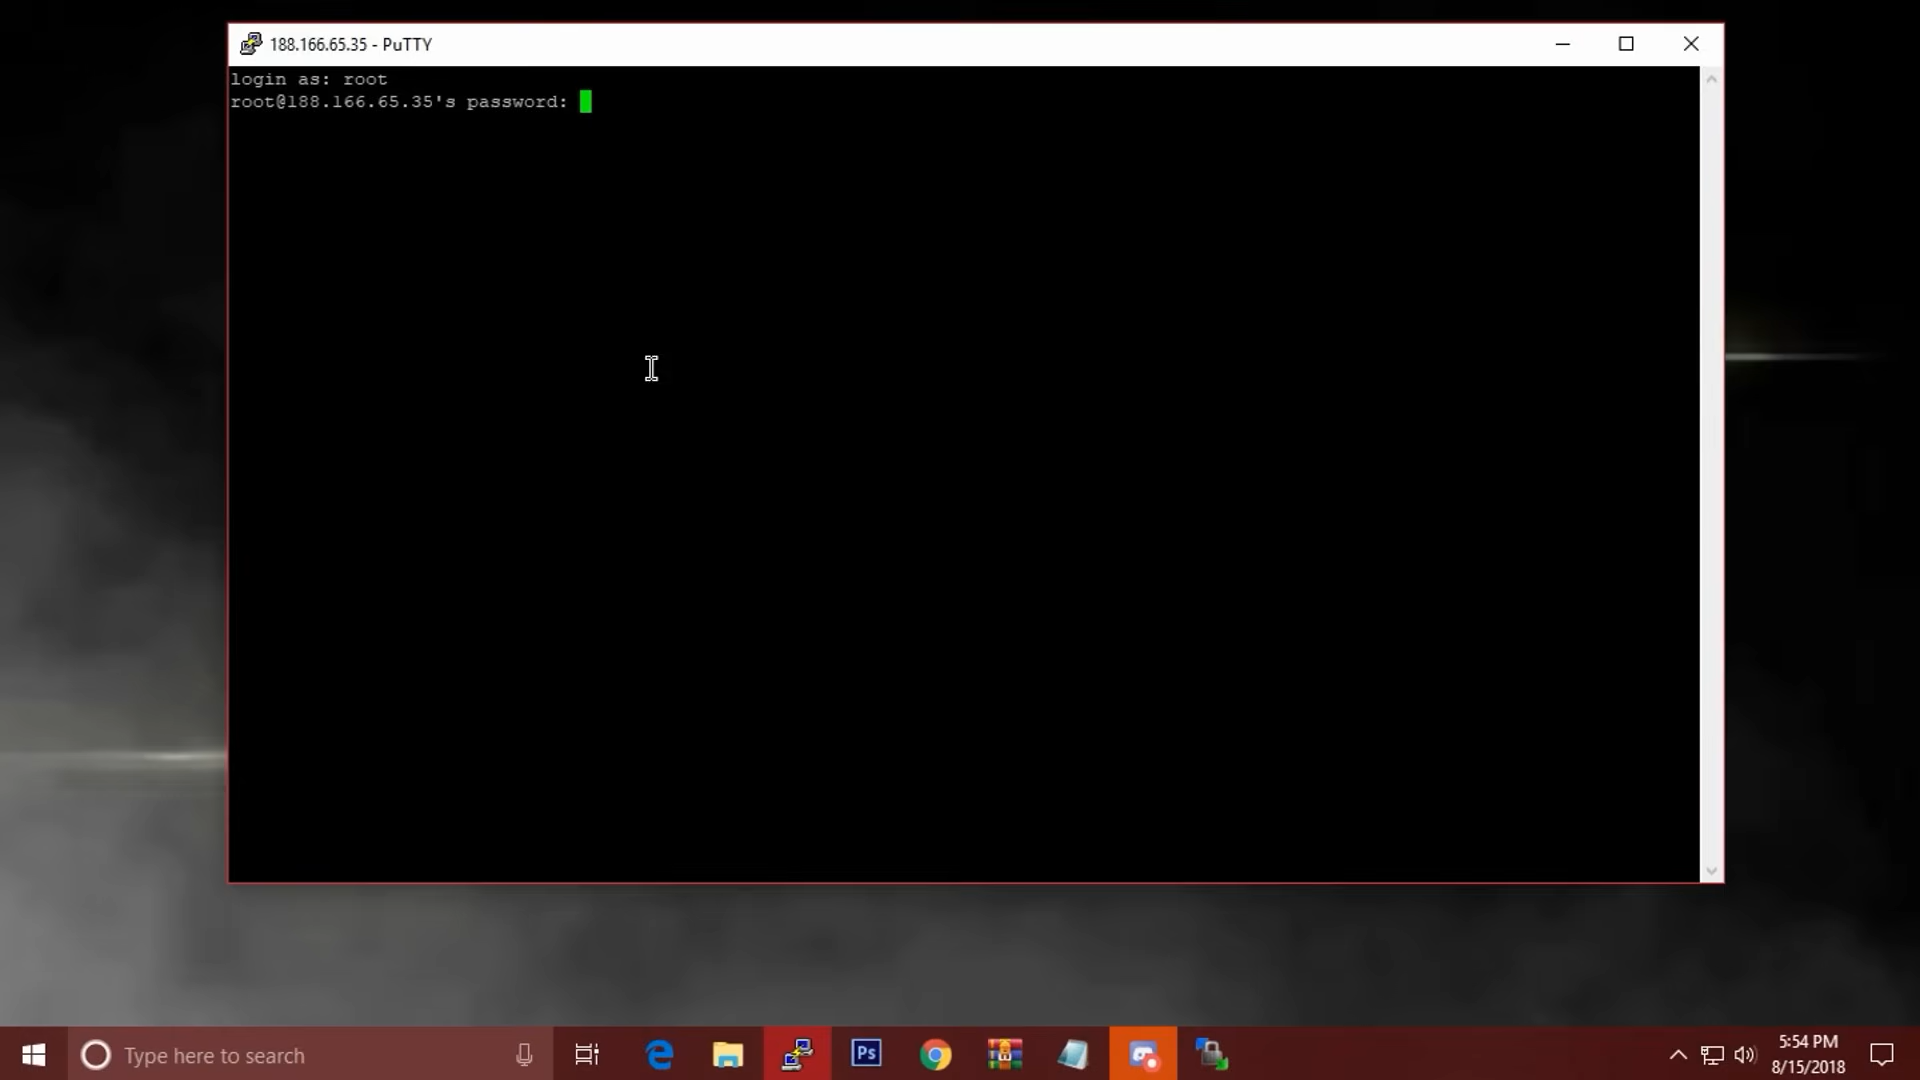 188.166.65.35 - PuTTY
login as: root
root@188.166.65.35's password:
Type here to search
Ps
5:54 PM
8/15/2018